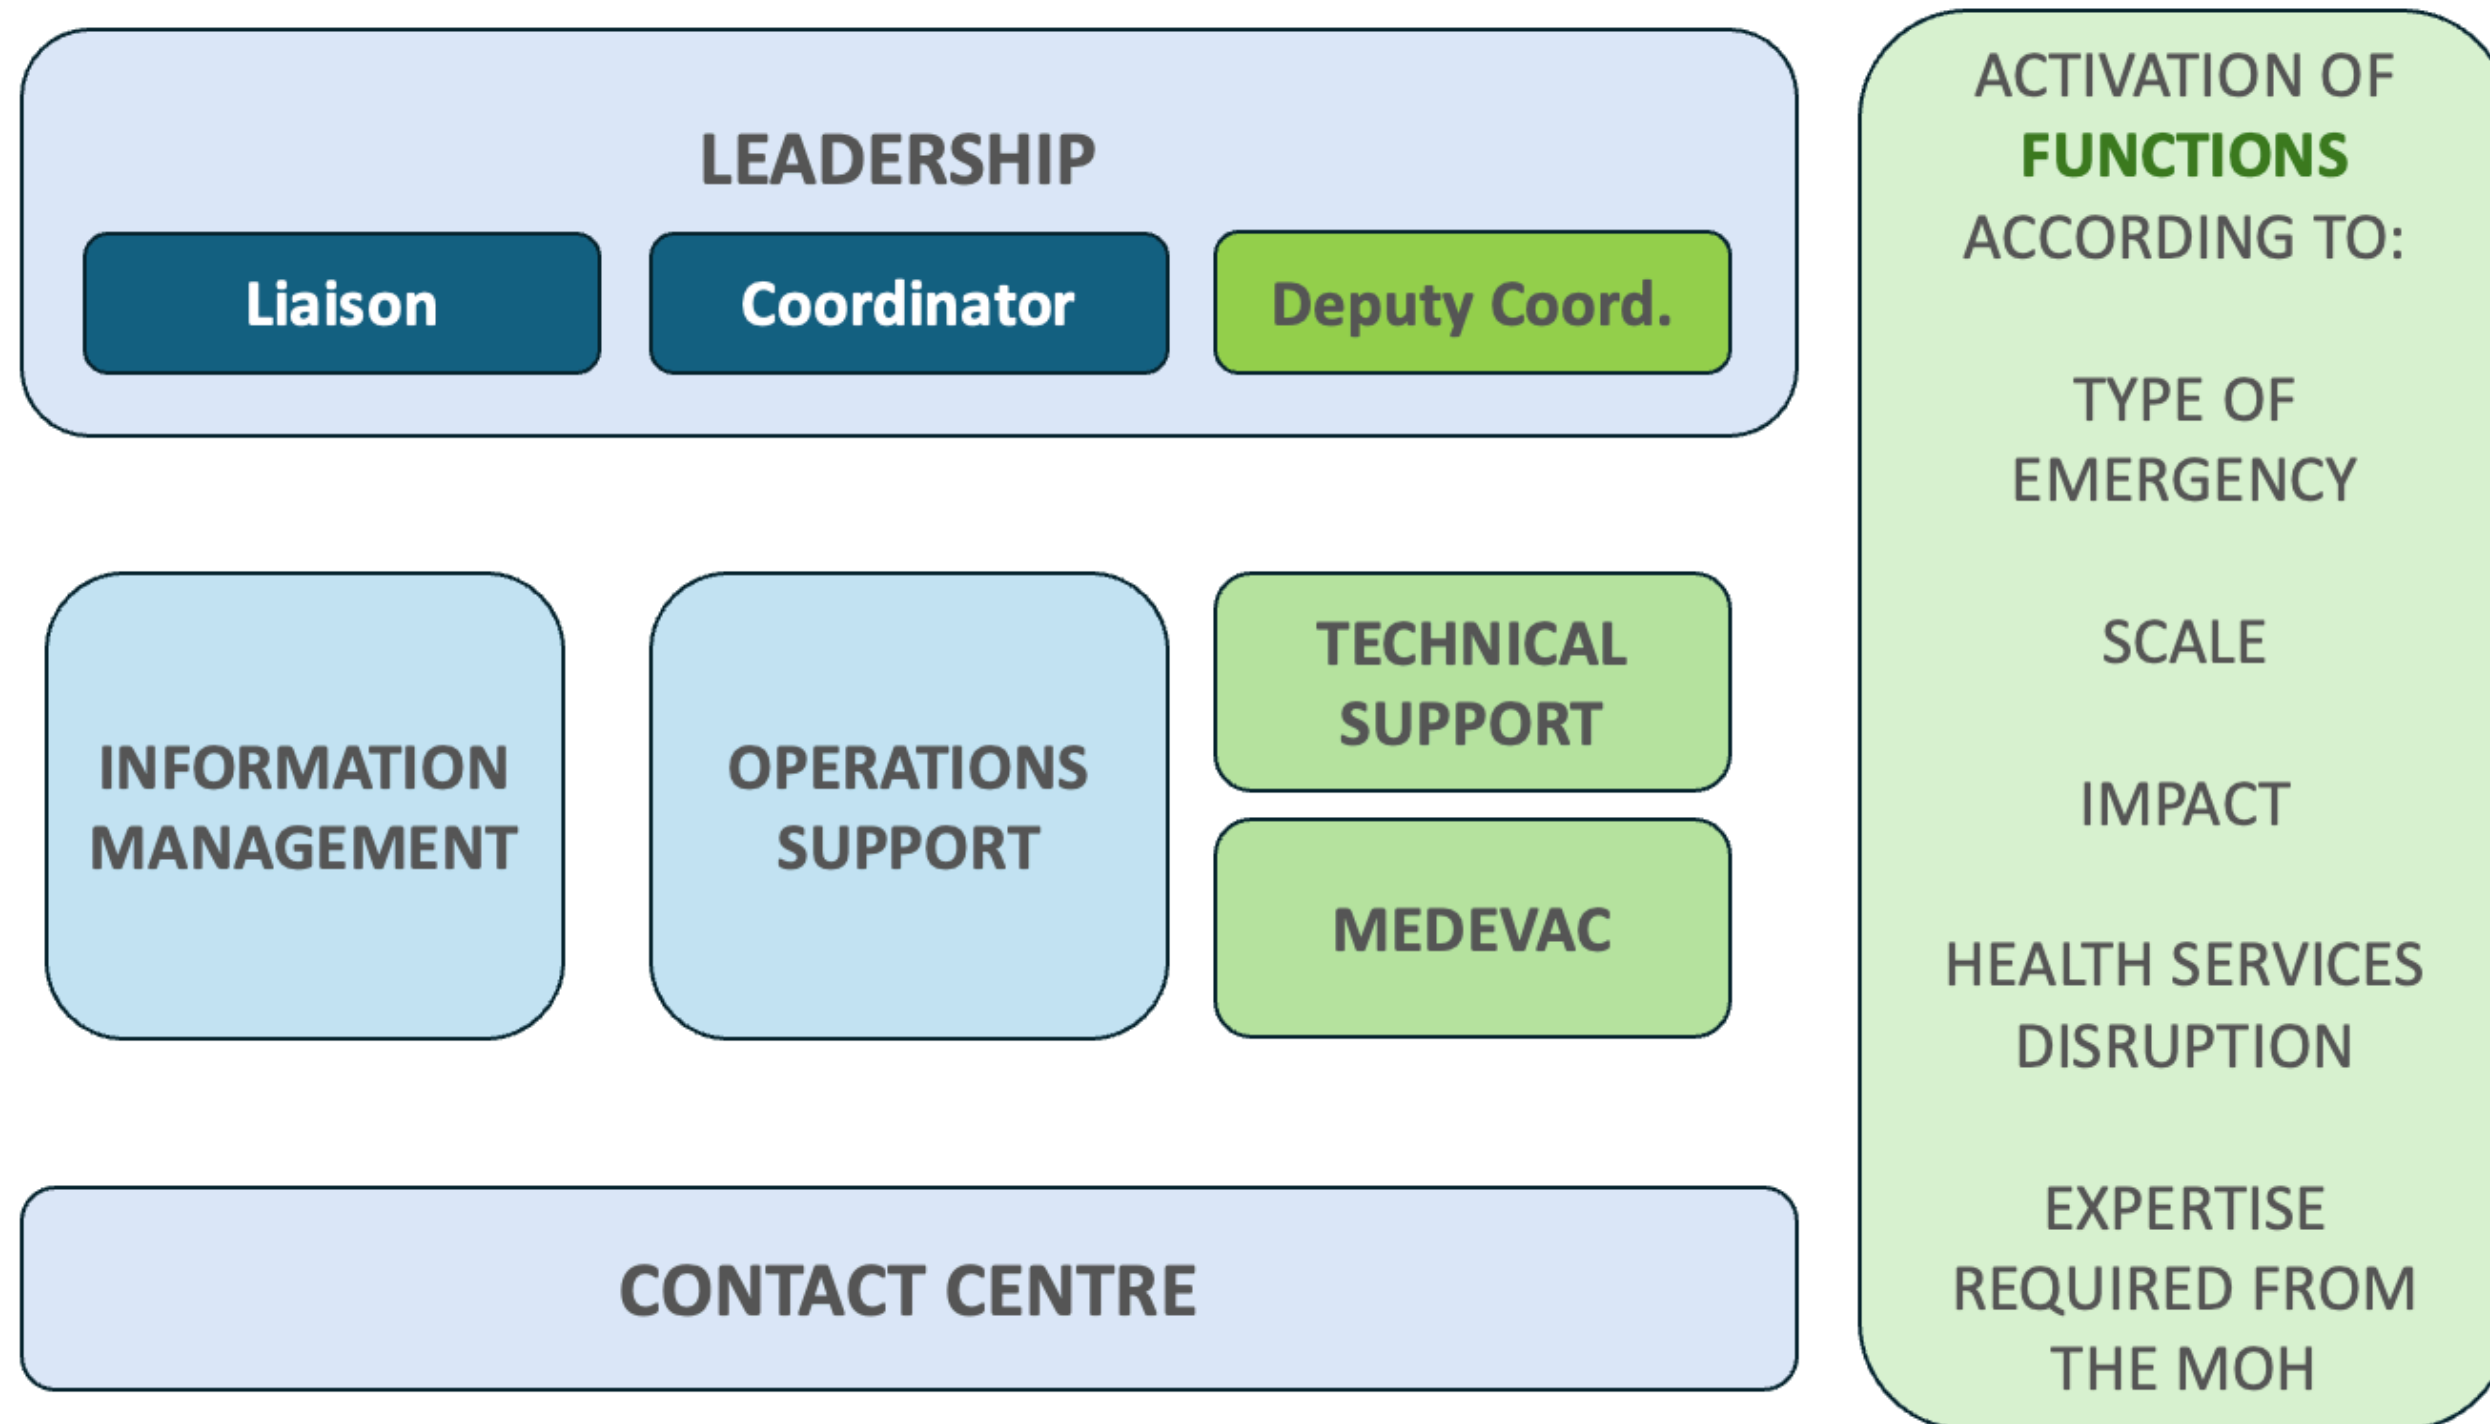 LEADERSHIP
Liaison
Coordinator
Deputy Coord.
INFORMATION
MANAGEMENT
OPERATIONS
SUPPORT
TECHNICAL
SUPPORT
MEDEVAC
CONTACT CENTRE
ACTIVATION OF
FUNCTIONS
ACCORDING TO:
TYPE OF
EMERGENCY
SCALE
IMPACT
HEALTH SERVICES
DISRUPTION
EXPERTISE
REQUIRED FROM
THE MOH